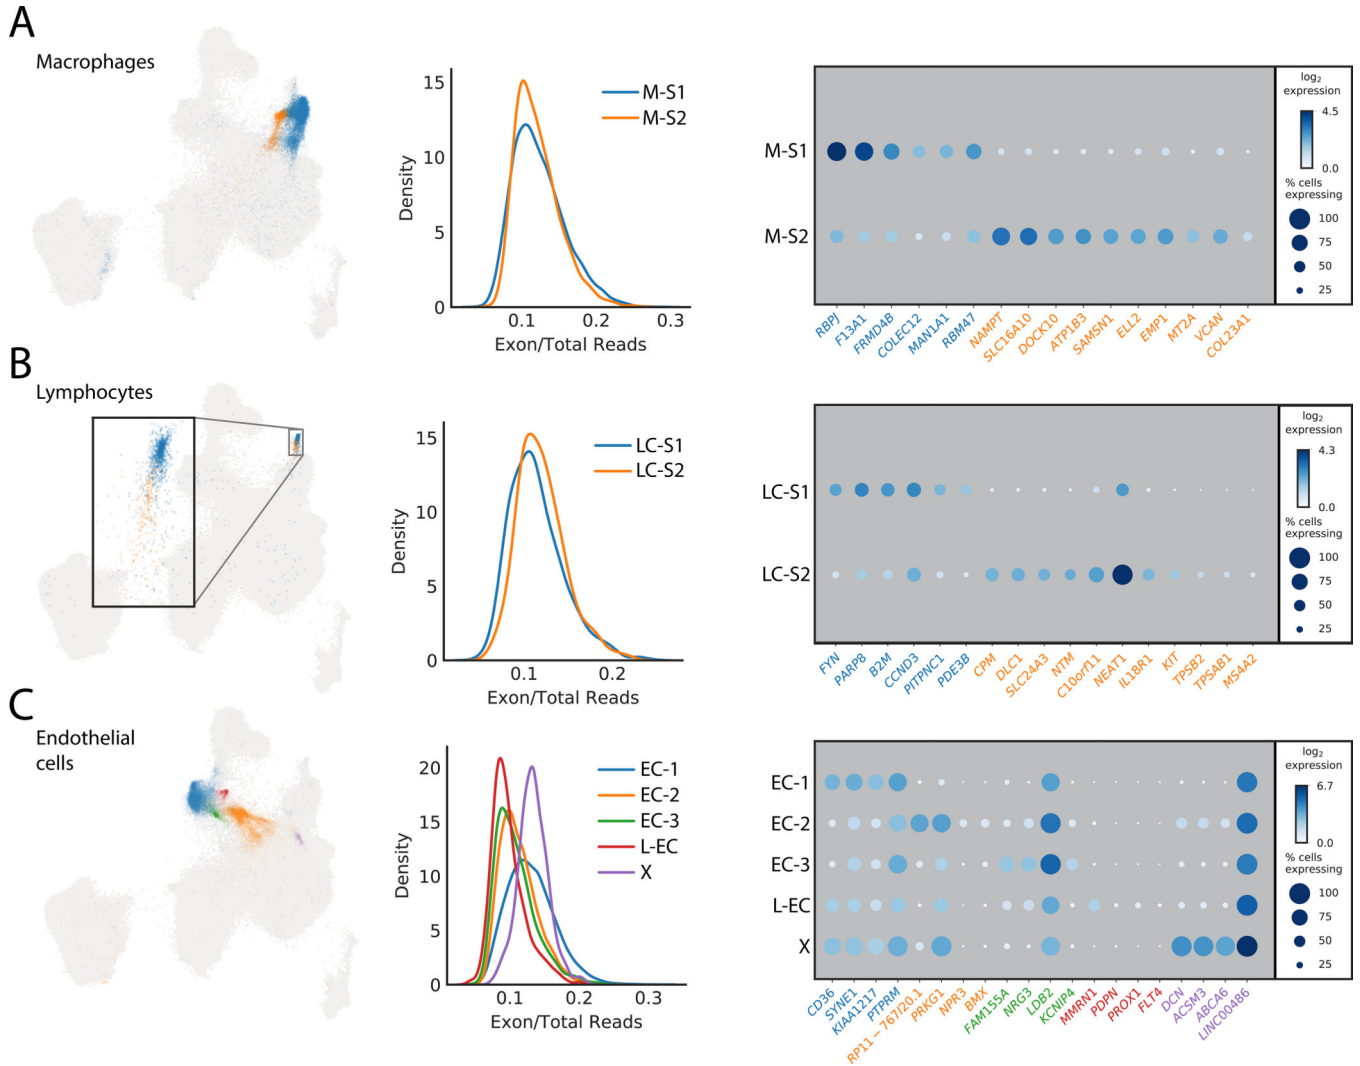 A
Macrophages
15
10
5
0
Density
0.1
0.2
0.3
Exon/Total Reads
M-S1
M-S2
M-S1
M-S2
RBPJ
F13A1
FRMD4B
COLEC12
MAN1A1
RBM47
NAMPT
SLC16A10
DOCK10
ATP1B3
SAMSN1
ELL2
EMP1
MT2A
VCAN
COL23A1
log2
expression
4.5
0.0
% cells
expressing
100
75
50
25
B
Lymphocytes
15
10
5
0
Density
0.1
0.2
Exon/Total Reads
LC-S1
LC-S2
LC-S1
LC-S2
FYN
PARP8
B2M
CCND3
PITPNC1
PDE3B
CPM
DLC1
SLC24A3
NTM
C10orf11
NEAT1
IL18R1
KIT
TPSB2
TPSAB1
MS4A2
log2
expression
4.3
0.0
% cells
expressing
100
75
50
25
C
Endothelial
cells
20
15
10
5
0
Density
0.1
0.2
0.3
Exon/Total Reads
EC-1
EC-2
EC-3
L-EC
X
EC-1
EC-2
EC-3
L-EC
X
CD36
SYNE1
KIAA1217
PTPRM
RP11 − 767I20.1
PRKG1
NPR3
BMX
FAM155A
NRG3
LDB2
KCNIP4
MMRN1
PDPN
PROX1
FLT4
DCN
ACSM3
ABCA6
LINC00486
log2
expression
6.7
0.0
% cells
expressing
100
75
50
25